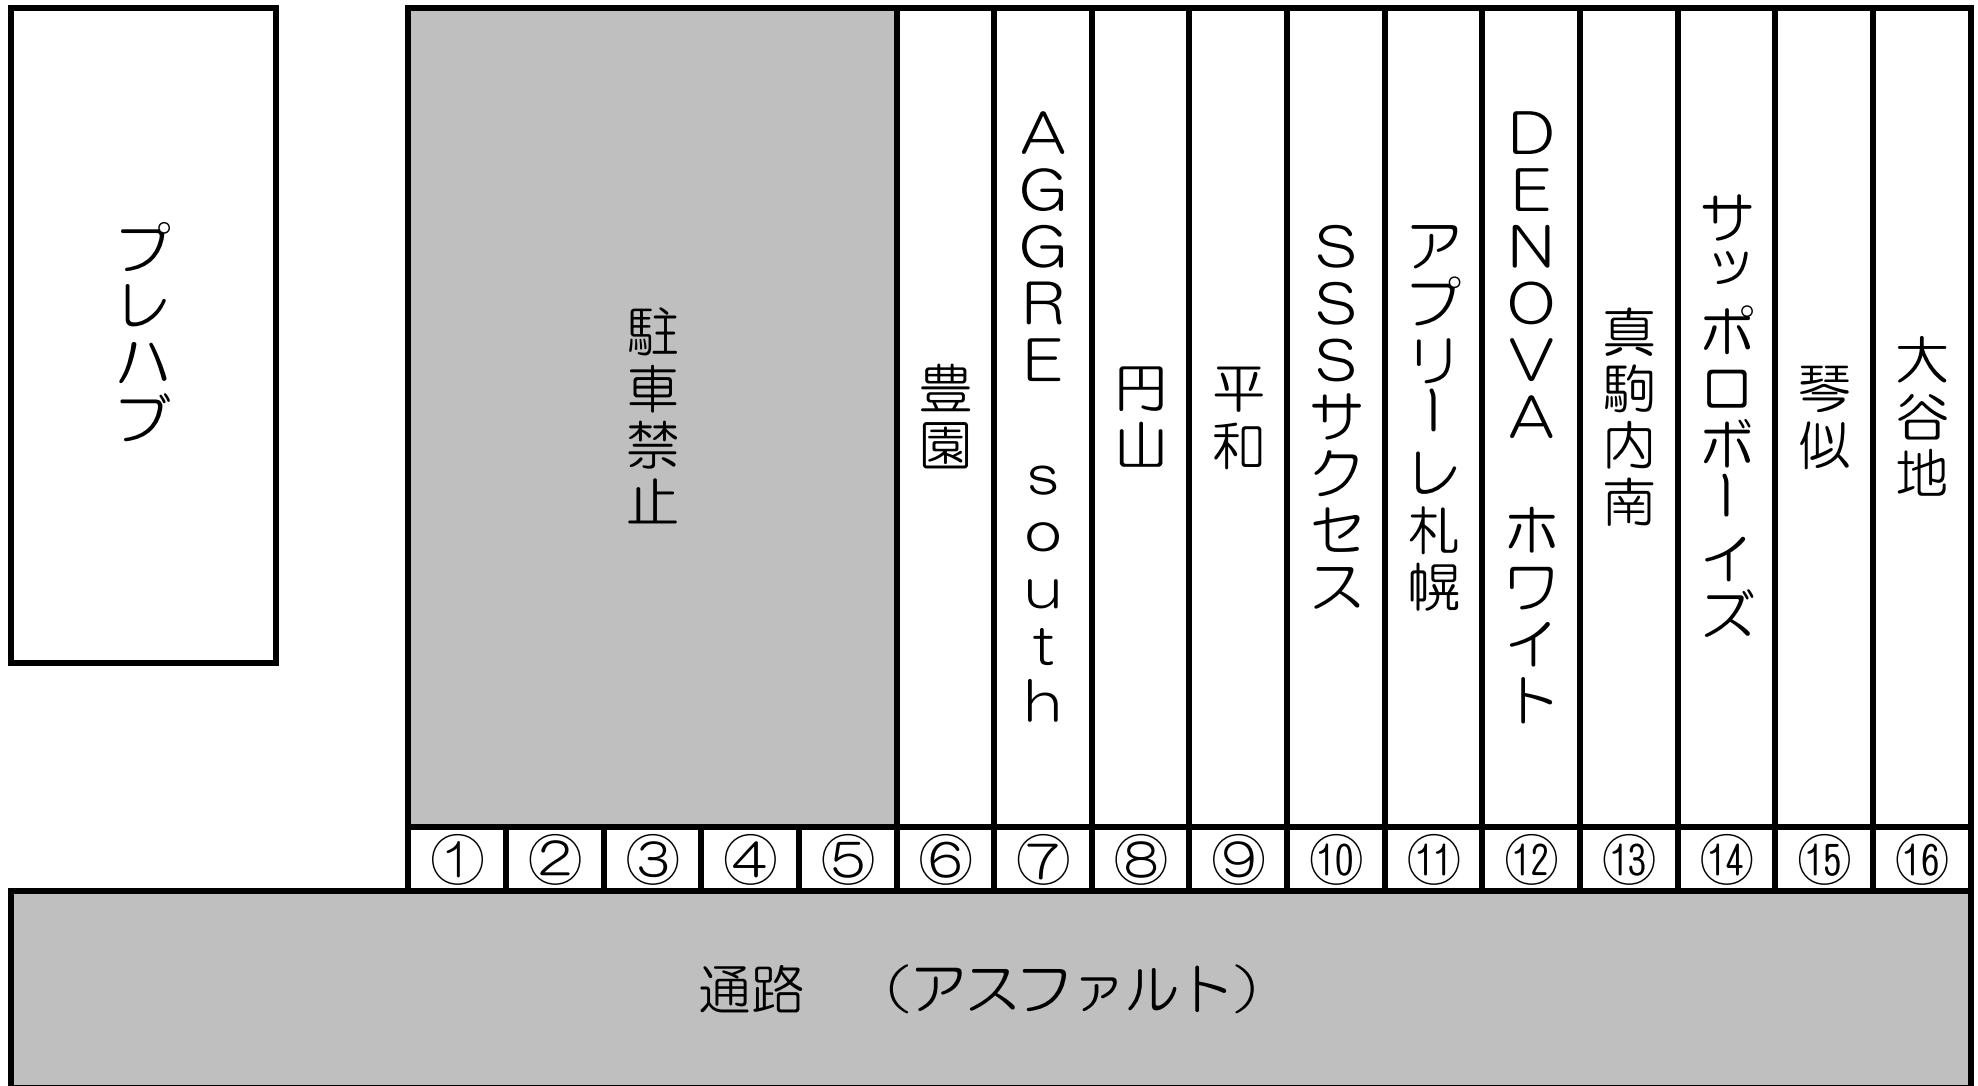 プレハブ
駐車禁止
豊園
AGGRE south
円山
平和
SSSサクセス
アプリーレ札幌
DENOVA ホワイト
真駒内南
サッポロボーイズ
琴似
大谷地
① ② ③ ④ ⑤ ⑥ ⑦ ⑧ ⑨ ⑩ ⑪ ⑫ ⑬ ⑭ ⑮ ⑯
通路 （アスファルト）